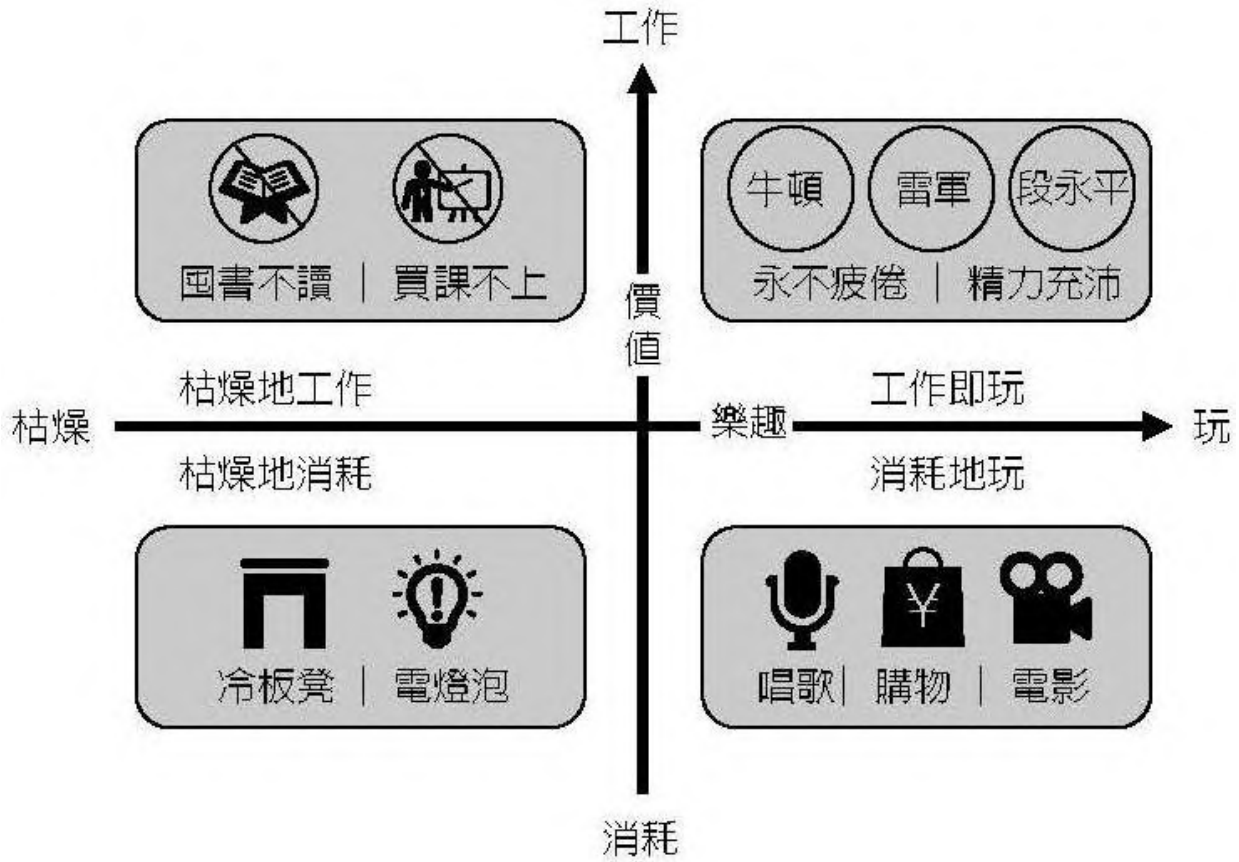 工作
牛頓 雷軍 段永平
囤書不讀 | 買課不上
永不疲倦 | 精力充沛
價值
枯燥地工作
工作即玩
枯燥
樂趣
玩
枯燥地消耗
消耗地玩
¥
冷板凳 | 電燈泡
唱歌 | 購物 | 電影
消耗